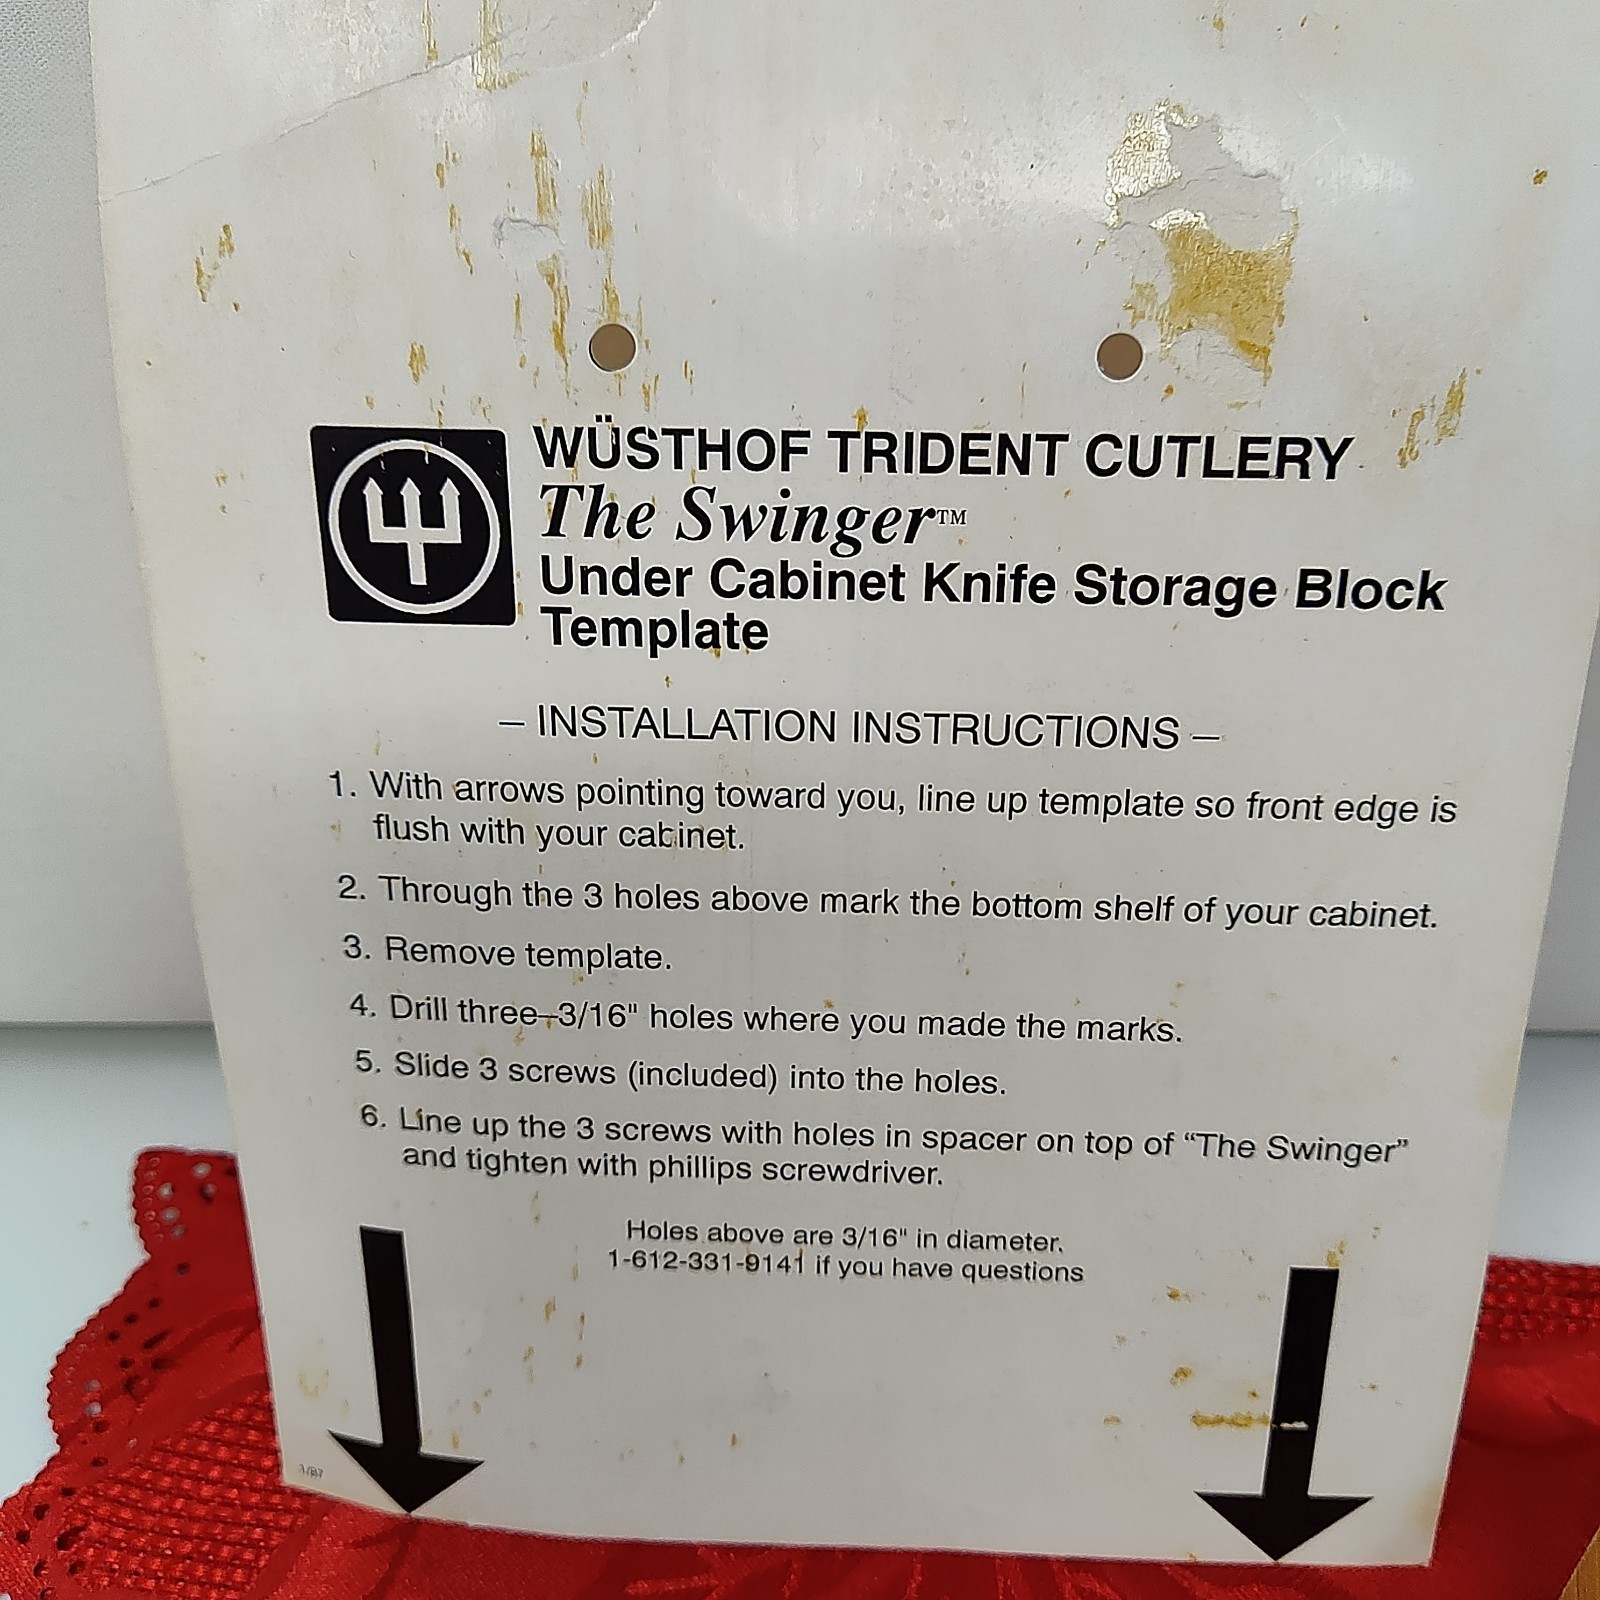 WÜSTHOF TRIDENT CUTLERY
The Swinger™
Under Cabinet Knife Storage Block
Template
– INSTALLATION INSTRUCTIONS –
1. With arrows pointing toward you, line up template so front edge is
flush with your cabinet.
2. Through the 3 holes above mark the bottom shelf of your cabinet.
3. Remove template.
4. Drill three–3/16" holes where you made the marks.
5. Slide 3 screws (included) into the holes.
6. Line up the 3 screws with holes in spacer on top of “The Swinger”
and tighten with phillips screwdriver.
Holes above are 3/16" in diameter.
1-612-331-9141 if you have questions